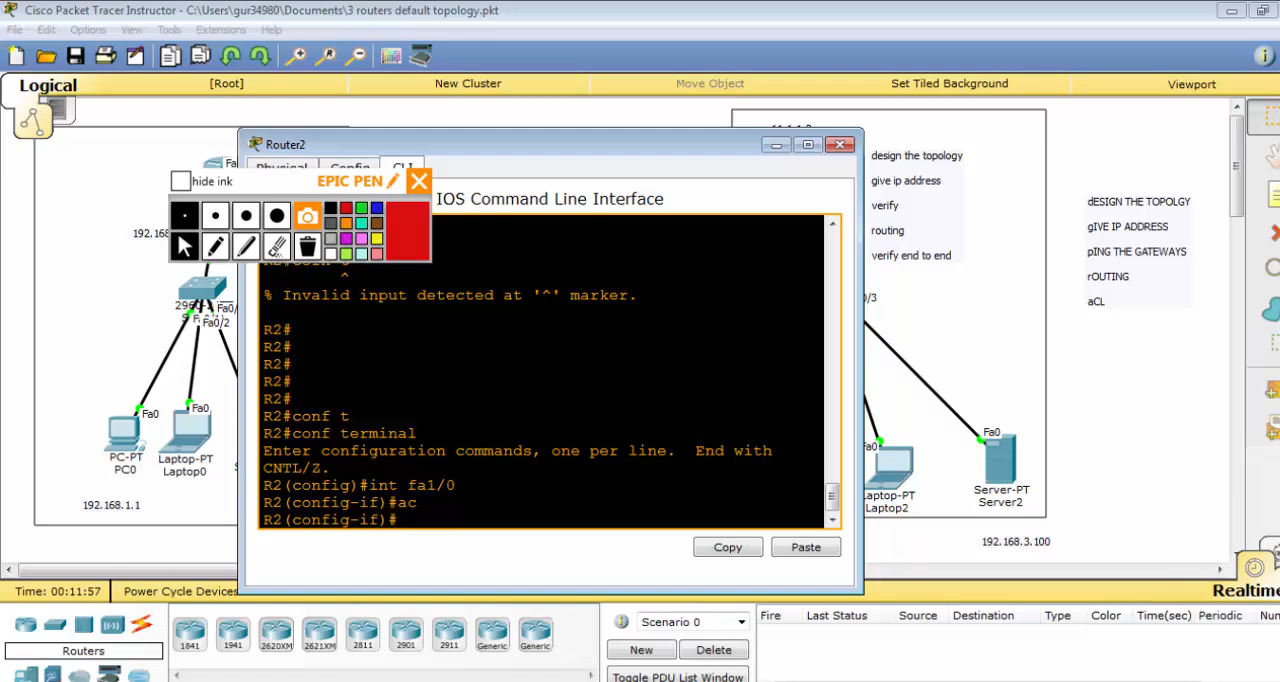 Cisco Packet Tracer Instructor - C:\Users\gur34980\Documents\3 routers default topology.pkt
File Edit Options View Tools Extensions Help
Logical [Root] New Cluster Move Object Set Tiled Background Viewport
Router2
Physical Config CLI
hide ink EPIC PEN
IOS Command Line Interface
^
% Invalid input detected at '^' marker.
R2#
R2#
R2#
R2#
R2#
R2#conf t
R2#conf terminal
Enter configuration commands, one per line. End with
CNTL/Z.
R2(config)#int fa1/0
R2(config-if)#ac
R2(config-if)#
Copy Paste
Fa0/2
Fa0
Fa0
PC-PT
PC0
Laptop-PT
Laptop0
192.168.1.1
design the topology
give ip address
verify
routing
verify end to end
dESIGN THE TOPOLGY
gIVE IP ADDRESS
pING THE GATEWAYS
rOUTING
aCL
Fa0
Server-PT
Server2
192.168.3.100
Time: 00:11:57 Power Cycle Devices Realtime
Routers
1841 1941 2620XM 2621XM 2811 2901 2911 Generic Generic
Scenario 0
New Delete
Toggle PDU List Window
Fire Last Status Source Destination Type Color Time(sec) Periodic